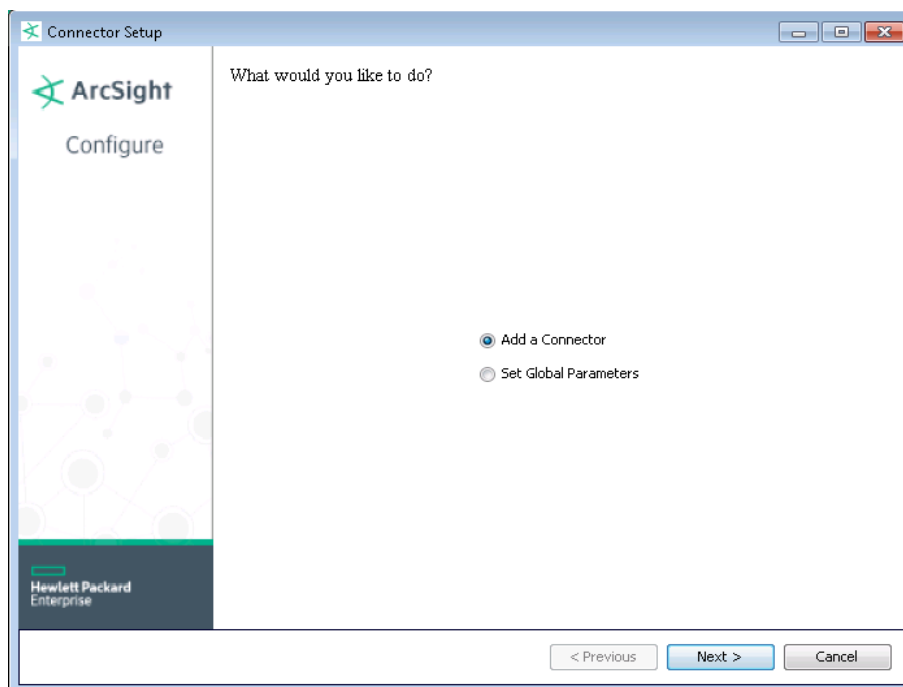 Connector Setup
ArcSight
Configure
What would you like to do?
Add a Connector
Set Global Parameters
Hewlett Packard
Enterprise
< Previous
Next >
Cancel